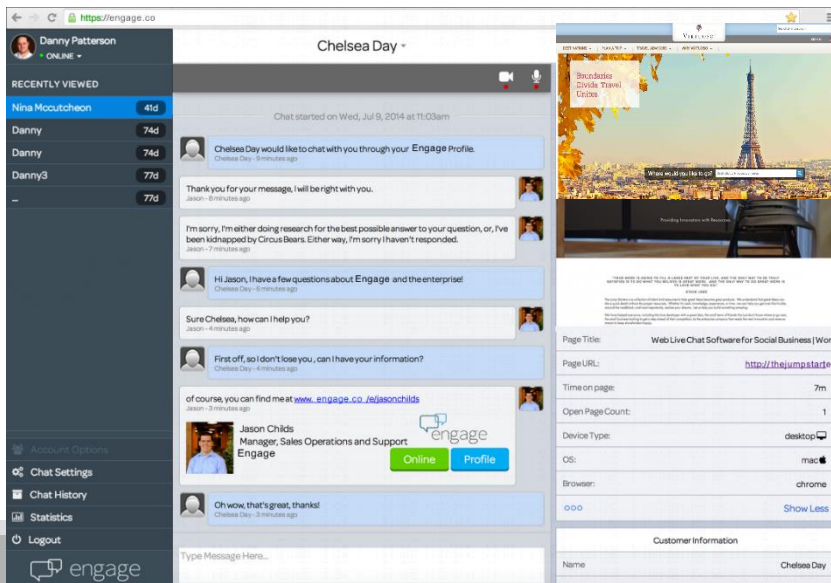 https://engage.co
Danny Patterson
ONLINE
RECENTLY VIEWED
Nina Mccutcheon 41d
Danny 74d
Danny 74d
Danny3 77d
_ 77d
Account Options
Chat Settings
Chat History
Statistics
Logout
engage
Chelsea Day
Chat started on Wed, Jul 9, 2014 at 11:03am
Chelsea Day would like to chat with you through your Engage Profile.
Chelsea Day - 9 minutes ago
Thank you for your message, I will be right with you.
Jason - 8 minutes ago
I'm sorry, I'm either doing research for the best possible answer to your question, or, I've
been kidnapped by Circus Bears. Either way, I'm sorry I haven't responded.
Jason - 7 minutes ago
Hi Jason, I have a few questions about Engage and the enterprise!
Chelsea Day - 6 minutes ago
Sure Chelsea, how can I help you?
Jason - 4 minutes ago
First off, so I don't lose you , can I have your information?
Chelsea Day - 4 minutes ago
of course, you can find me at www. engage.co /e/jasonchilds
Jason - 3 minutes ago
Jason Childs
Manager, Sales Operations and Support
Engage
engage
Online Profile
Oh wow, that's great, thanks!
Chelsea Day - 3 minutes ago
Type Message Here...
VIRTUOSO
Boundaries
Divide Travel
Unites.
Where would you like to go?
Providing Innovators with Resources.
STEVE JOBS
Page Title: Web Live Chat Software for Social Business | Wor
Page URL: http://thejumpstarte
Time on page: 7m
Open Page Count: 1
Device Type: desktop
OS: mac
Browser: chrome
Show Less
Customer Information
Name Chelsea Day